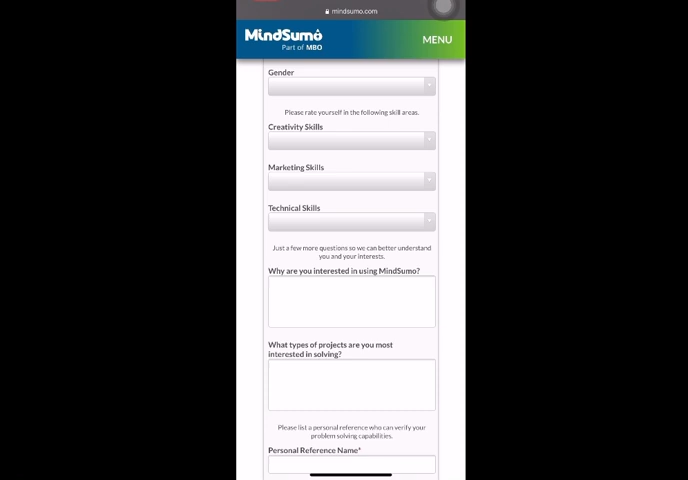 mindsumo.com
MindSumo
Part of MBO
MENU
Gender
Please rate yourself in the following skill areas.
Creativity Skills
Marketing Skills
Technical Skills
Just a few more questions so we can better understand
you and your interests.
Why are you interested in using MindSumo?
What types of projects are you most
interested in solving?
Please list a personal reference who can verify your
problem solving capabilities.
Personal Reference Name*